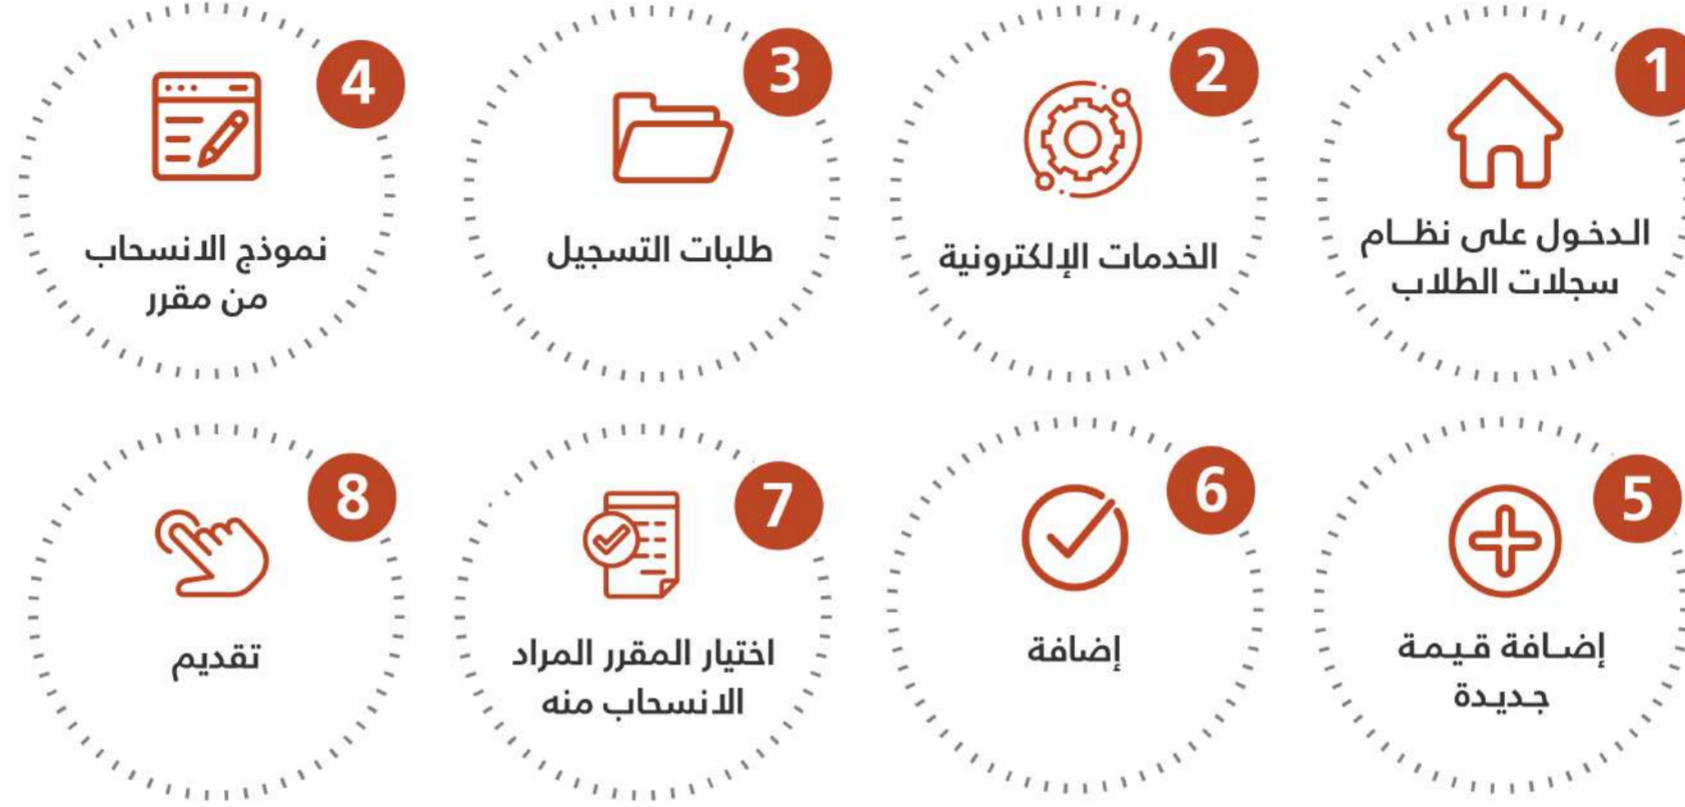 1
الدخول على نظام
سجلات الطلاب
2
الخدمات الإلكترونية
3
طلبات التسجيل
4
نموذج الانسحاب
من مقرر
5
إضافة قيمة
جديدة
6
إضافة
7
اختيار المقرر المراد
الانسحاب منه
8
تقديم